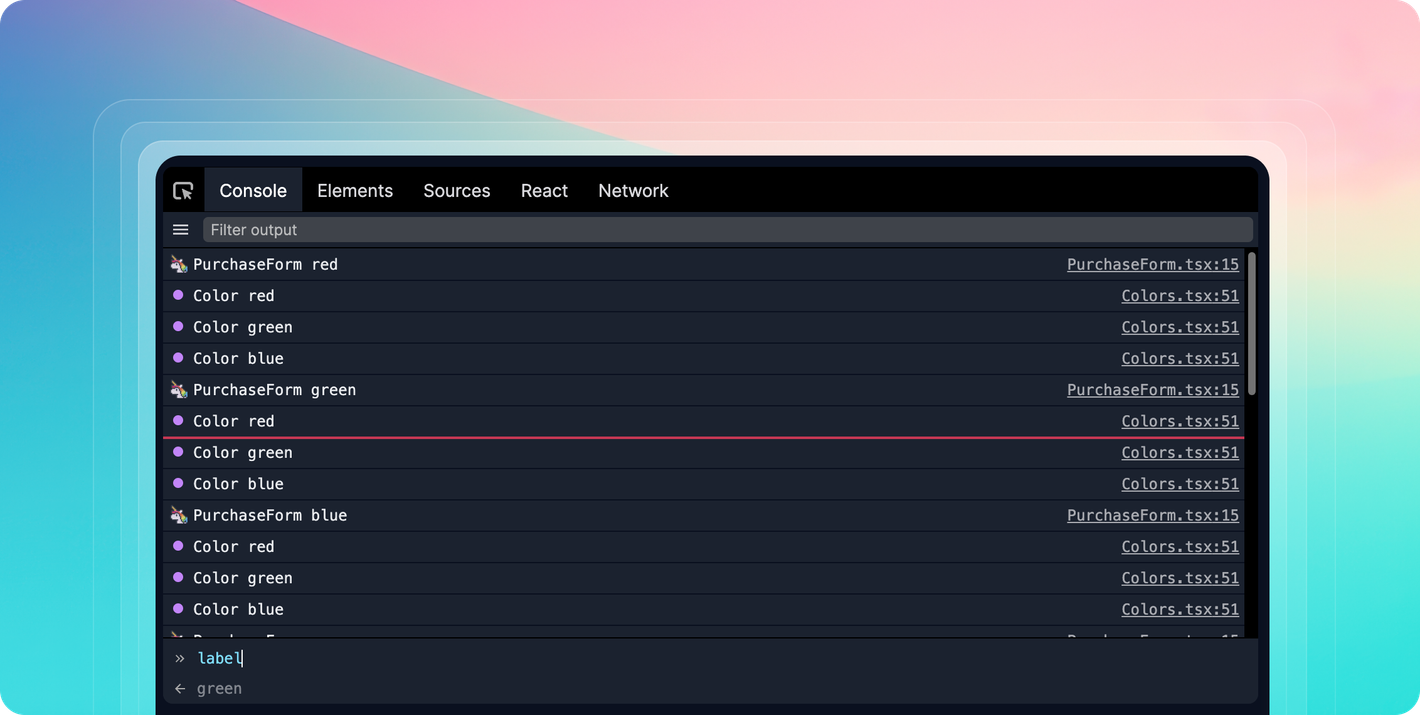 Console Elements Sources React Network
Filter output
PurchaseForm red PurchaseForm.tsx:15
Color red Colors.tsx:51
Color green Colors.tsx:51
Color blue Colors.tsx:51
PurchaseForm green PurchaseForm.tsx:15
Color red Colors.tsx:51
Color green Colors.tsx:51
Color blue Colors.tsx:51
PurchaseForm blue PurchaseForm.tsx:15
Color red Colors.tsx:51
Color green Colors.tsx:51
Color blue Colors.tsx:51
» label
← green